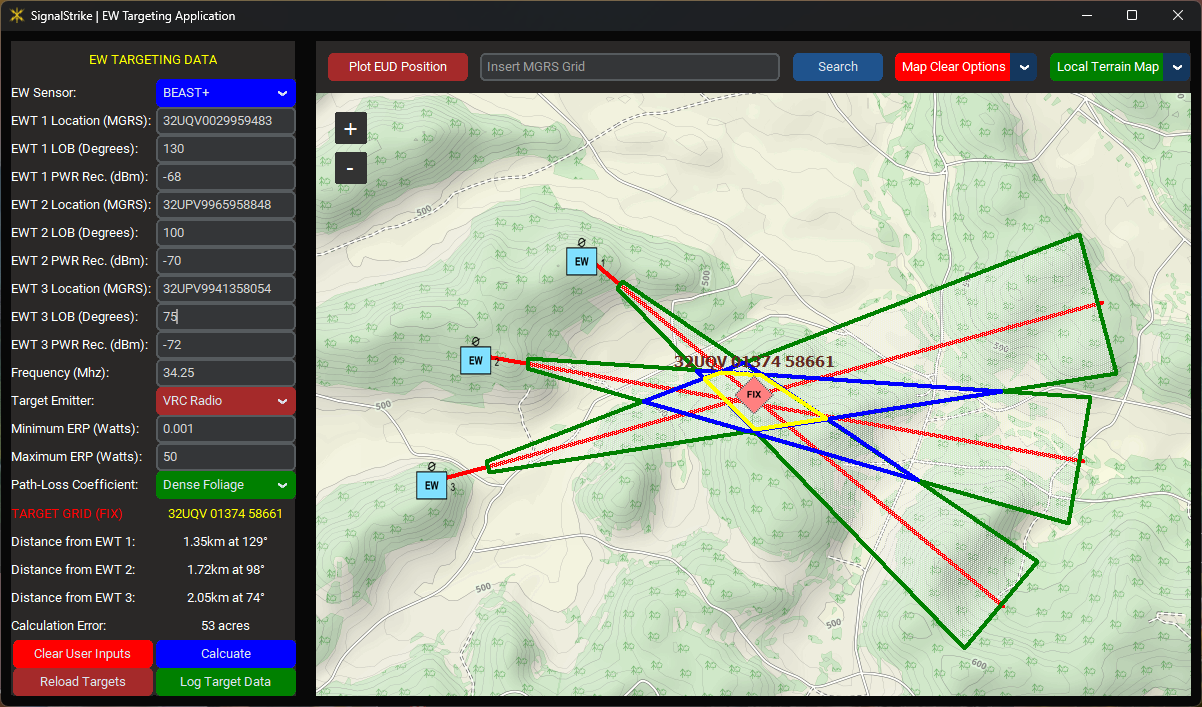 SignalStrike | EW Targeting Application
EW TARGETING DATA
EW Sensor: BEAST+
EWT 1 Location (MGRS): 32UQV0029959483
EWT 1 LOB (Degrees): 130
EWT 1 PWR Rec. (dBm): -68
EWT 2 Location (MGRS): 32UPV9965958848
EWT 2 LOB (Degrees): 100
EWT 2 PWR Rec. (dBm): -70
EWT 3 Location (MGRS): 32UPV9941358054
EWT 3 LOB (Degrees): 75
EWT 3 PWR Rec. (dBm): -72
Frequency (Mhz): 34.25
Target Emitter: VRC Radio
Minimum ERP (Watts): 0.001
Maximum ERP (Watts): 50
Path-Loss Coefficient: Dense Foliage
TARGET GRID (FIX) 32UQV 01374 58661
Distance from EWT 1: 1.35km at 129°
Distance from EWT 2: 1.72km at 98°
Distance from EWT 3: 2.05km at 74°
Calculation Error: 53 acres
Clear User Inputs Calcuate
Reload Targets Log Target Data
Plot EUD Position Insert MGRS Grid Search Map Clear Options Local Terrain Map
+
-
500
Ø
EW 1
500
500
500
32UQV 01374 58661
Ø
EW 2
FIX
500
Ø
EW 3
500
500
600